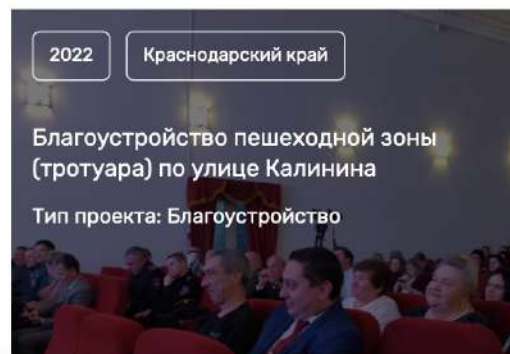 2022
Краснодарский край
Благоустройство пешеходной зоны
(тротуара) по улице Калинина
Тип проекта: Благоустройство